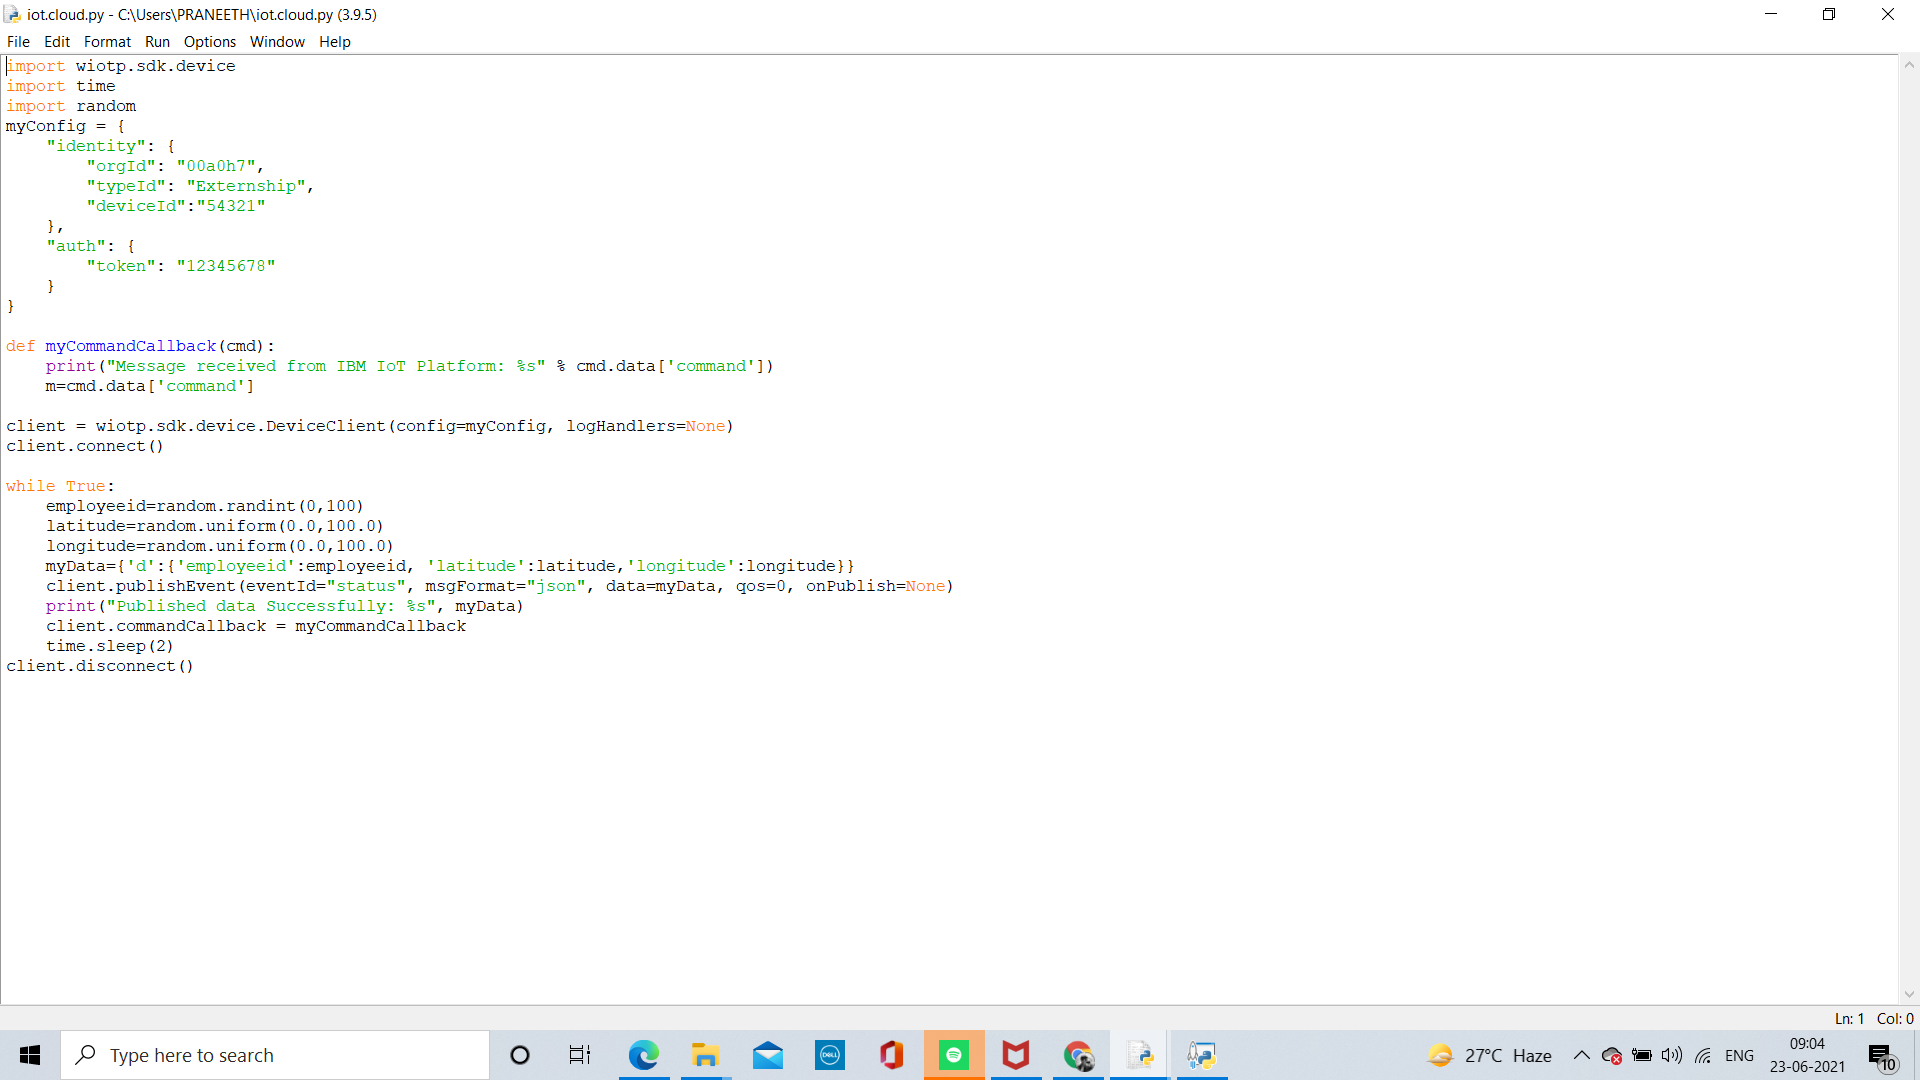 iot.cloud.py - C:\Users\PRANEETH\iot.cloud.py (3.9.5)
File Edit Format Run Options Window Help
import wiotp.sdk.device
import time
import random
myConfig = {
    "identity": {
        "orgId": "00a0h7",
        "typeId": "Externship",
        "deviceId":"54321"
    },
    "auth": {
        "token": "12345678"
    }
}
def myCommandCallback(cmd):
    print("Message received from IBM IoT Platform: %s" % cmd.data['command'])
    m=cmd.data['command']
client = wiotp.sdk.device.DeviceClient(config=myConfig, logHandlers=None)
client.connect()
while True:
    employeeid=random.randint(0,100)
    latitude=random.uniform(0.0,100.0)
    longitude=random.uniform(0.0,100.0)
    myData={'d':{'employeeid':employeeid, 'latitude':latitude,'longitude':longitude}}
    client.publishEvent(eventId="status", msgFormat="json", data=myData, qos=0, onPublish=None)
    print("Published data Successfully: %s", myData)
    client.commandCallback = myCommandCallback
    time.sleep(2)
client.disconnect()
Ln: 1 Col: 0
Type here to search
DELL
27°C Haze
ENG
09:04
23-06-2021
10